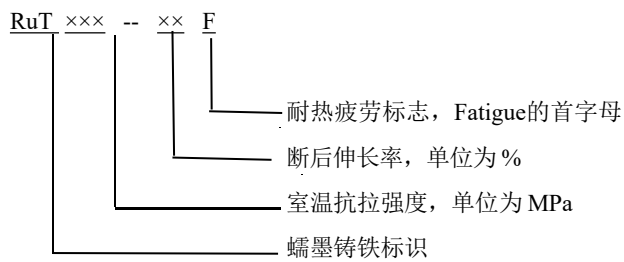 RuT ××× -- ×× F
耐热疲劳标志，Fatigue的首字母
断后伸长率，单位为 %
室温抗拉强度，单位为 MPa
蠕墨铸铁标识